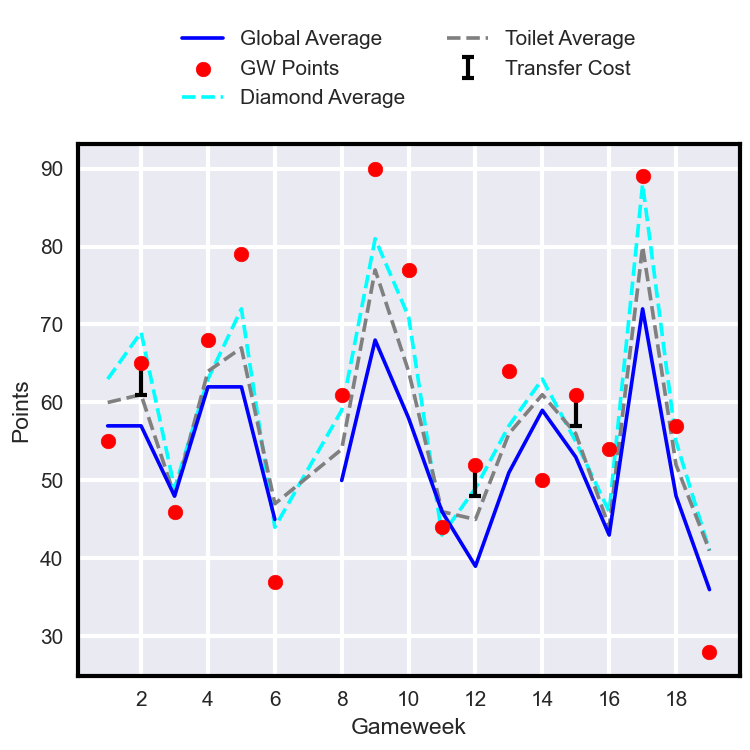 Global Average
GW Points
Diamond Average
Toilet Average
Transfer Cost
90
80
70
60
50
40
30
Points
2 4 6 8 10 12 14 16 18
Gameweek